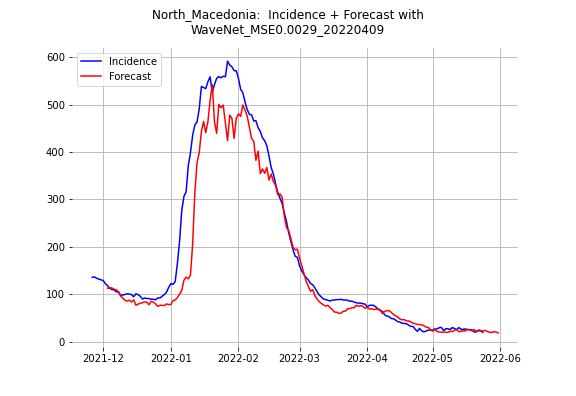 North_Macedonia:  Incidence + Forecast with
WaveNet_MSE0.0029_20220409
Incidence
Forecast
600
500
400
300
200
100
0
2021-12 2022-01 2022-02 2022-03 2022-04 2022-05 2022-06